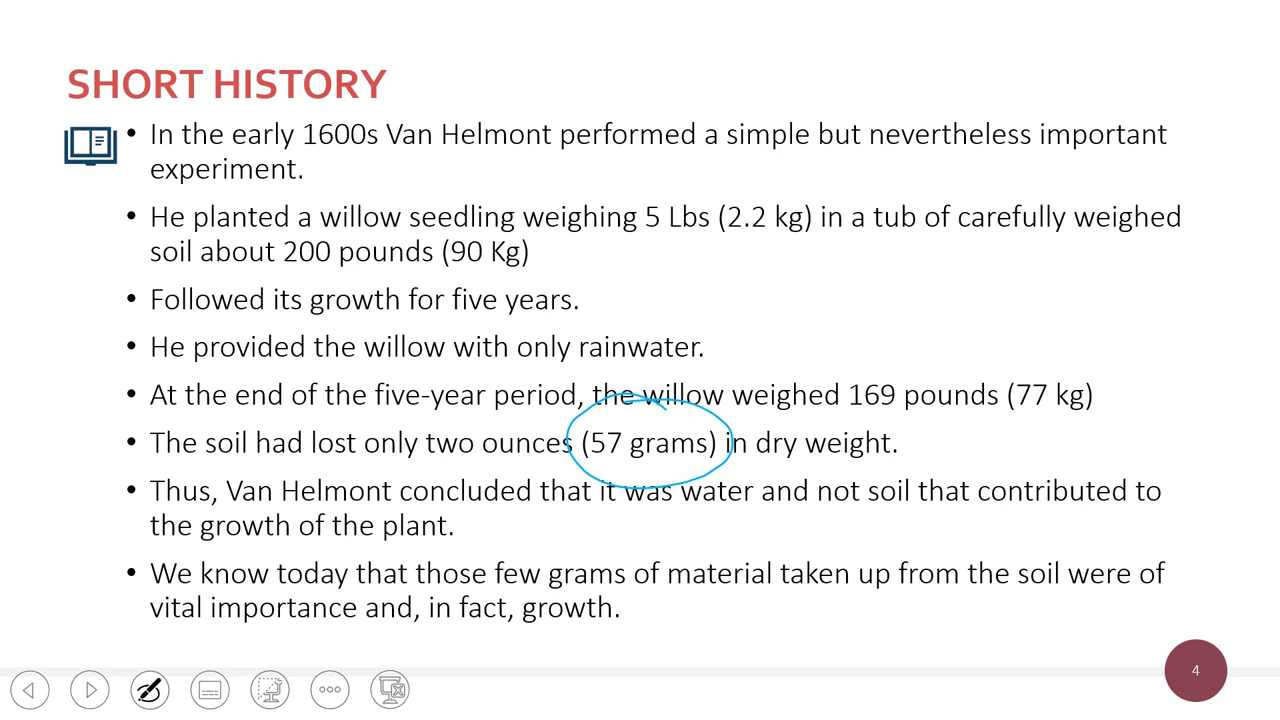 SHORT HISTORY
• In the early 1600s Van Helmont performed a simple but nevertheless important
experiment.
• He planted a willow seedling weighing 5 Lbs (2.2 kg) in a tub of carefully weighed
soil about 200 pounds (90 Kg)
• Followed its growth for five years.
• He provided the willow with only rainwater.
• At the end of the five-year period, the willow weighed 169 pounds (77 kg)
• The soil had lost only two ounces (57 grams) in dry weight.
• Thus, Van Helmont concluded that it was water and not soil that contributed to
the growth of the plant.
• We know today that those few grams of material taken up from the soil were of
vital importance and, in fact, growth.
4